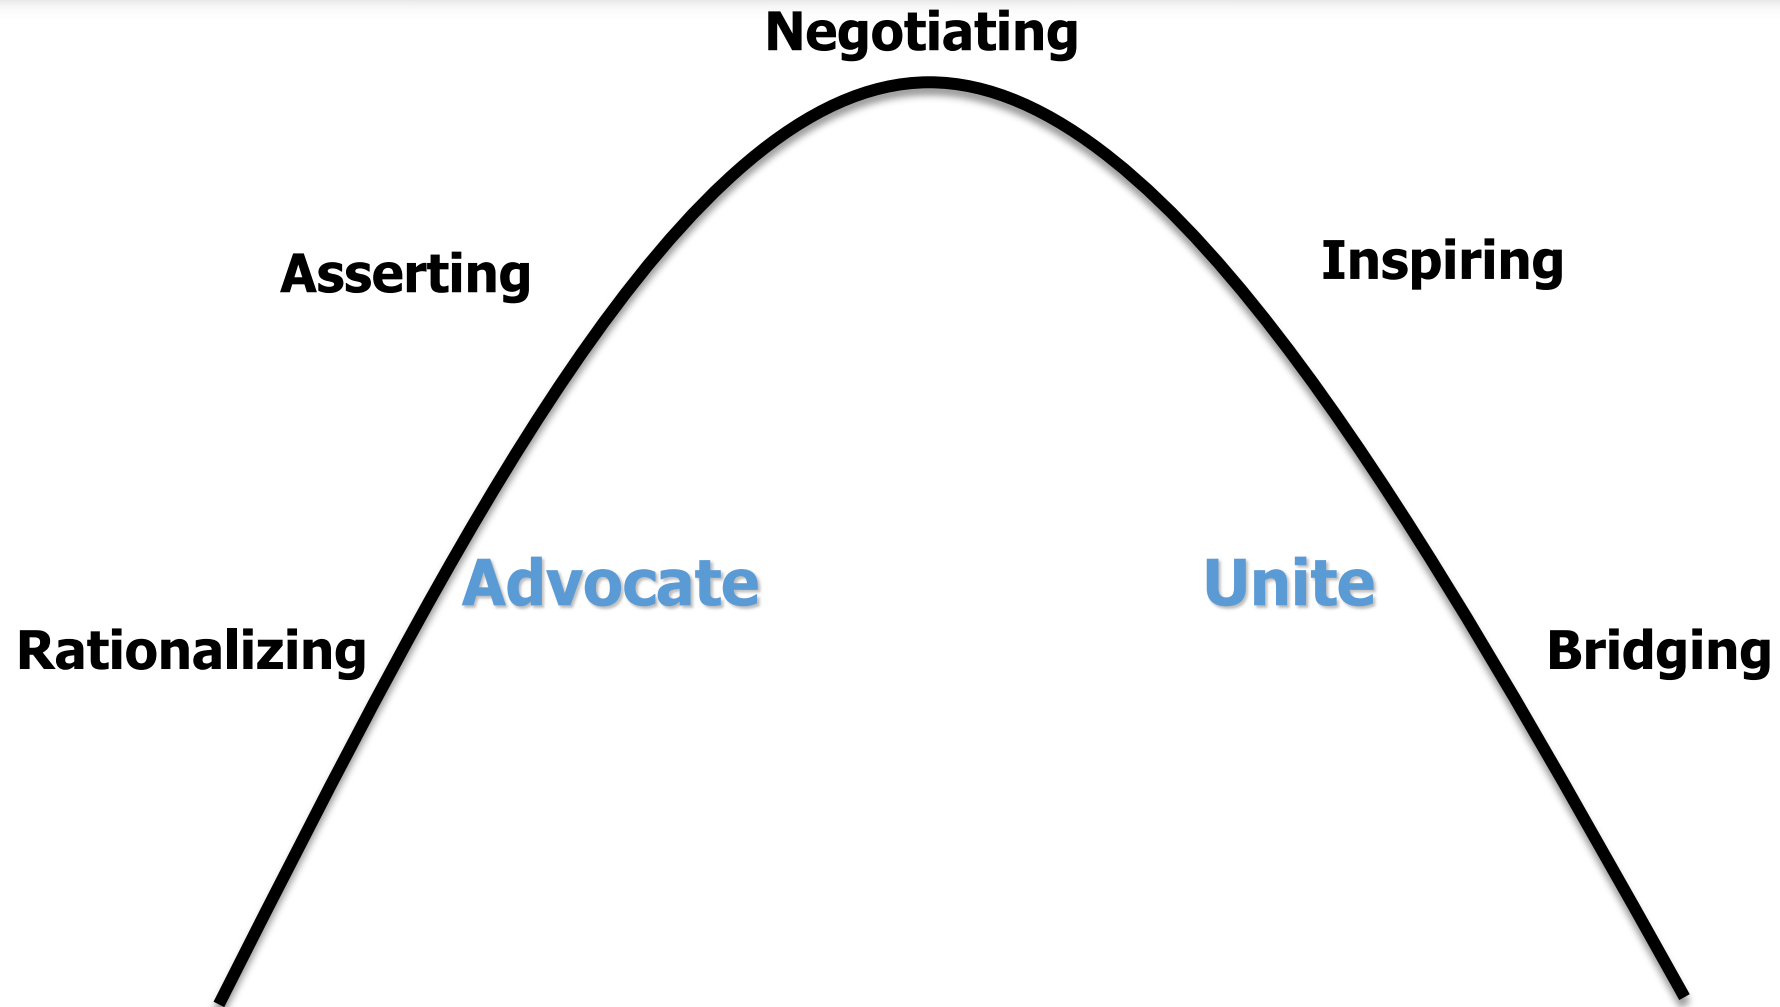 Negotiating
Asserting
Inspiring
Advocate
Unite
Rationalizing
Bridging